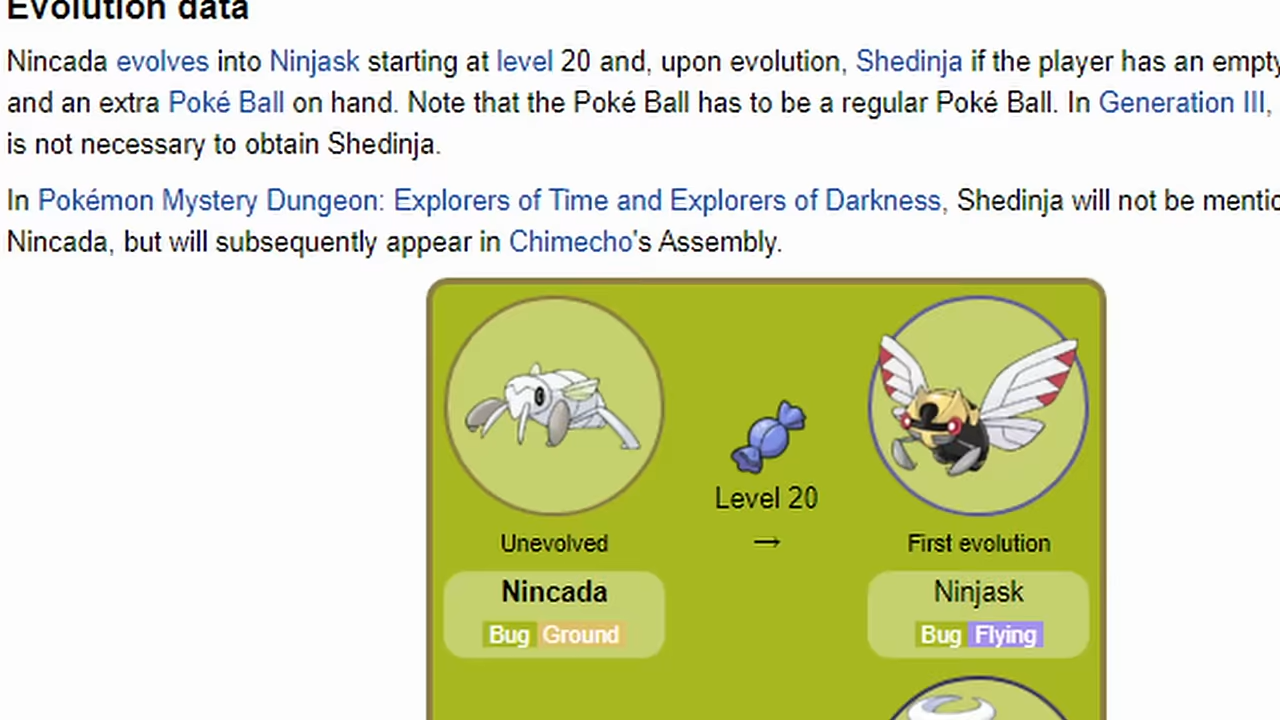 Evolution data
Nincada evolves into Ninjask starting at level 20 and, upon evolution, Shedinja if the player has an empty
and an extra Poké Ball on hand. Note that the Poké Ball has to be a regular Poké Ball. In Generation III,
is not necessary to obtain Shedinja.
In Pokémon Mystery Dungeon: Explorers of Time and Explorers of Darkness, Shedinja will not be
Nincada, but will subsequently appear in Chimecho's Assembly.
Level 20
→
Unevolved
First evolution
Nincada
Ninjask
Bug Ground
Bug Flying